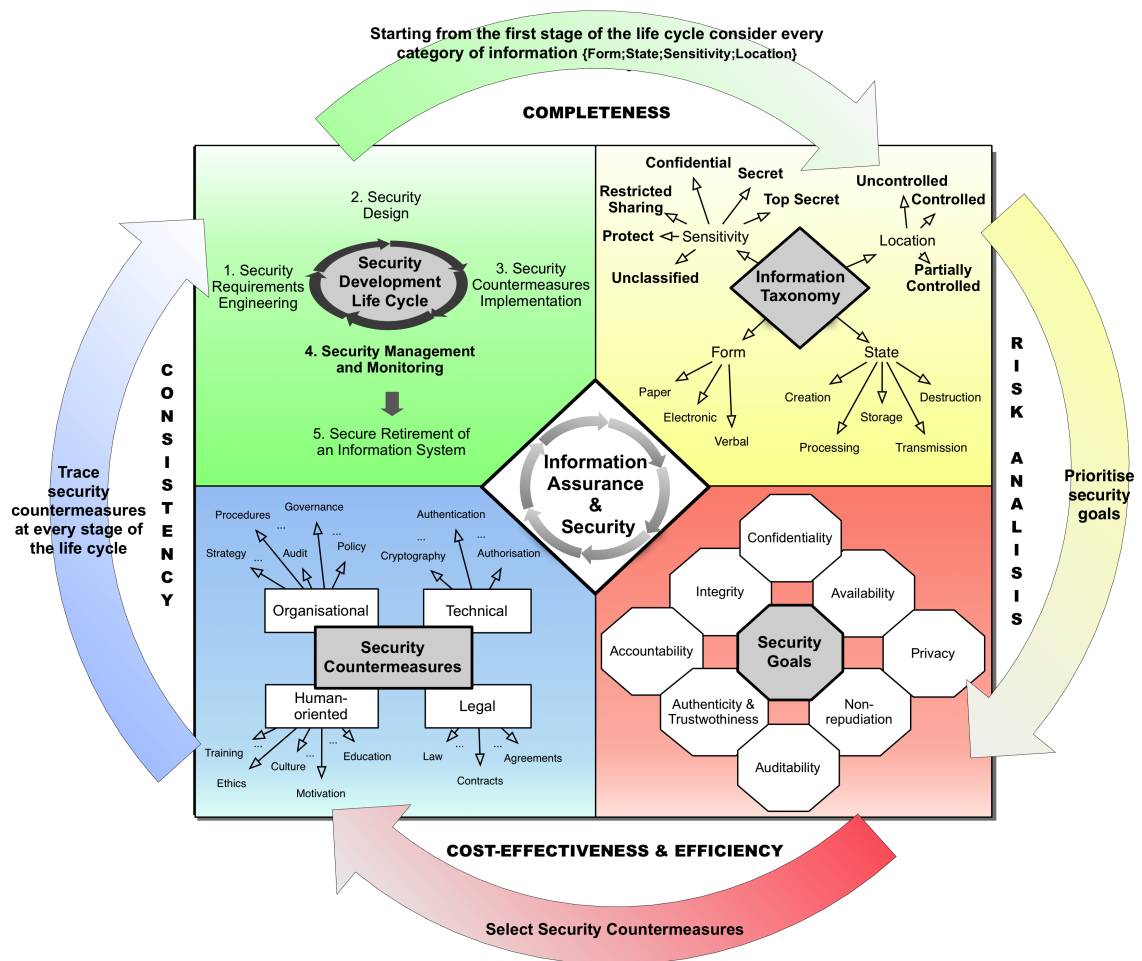 Starting from the first stage of the life cycle consider every
category of information {Form;State;Sensitivity;Location}
COMPLETENESS
2. Security
Design
1. Security
Requirements
Engineering
Security
Development
Life Cycle
3. Security
Countermeasures
Implementation
4. Security Management
and Monitoring
5. Secure Retirement of
an Information System
Confidential
Secret
Restricted
Sharing
Top Secret
Protect
Sensitivity
Unclassified
Uncontrolled
Controlled
Location
Partially
Controlled
Information
Taxonomy
Form
Paper
Electronic
Verbal
State
Creation
Destruction
Storage
Processing
Transmission
RISK ANALISIS
Prioritise
security
goals
Information
Assurance
&
Security
CONSISTENCY
Trace
security
countermeasures
at every stage of
the life cycle
Procedures
Governance
...
Strategy
...
Audit
Policy
Organisational
Authentication
...
Cryptography
Authorisation
Technical
Security
Countermeasures
Human-
oriented
Legal
Training
...
...
Education
Culture
Ethics
Motivation
Law
...
...
Agreements
Contracts
Confidentiality
Integrity
Availability
Accountability
Security
Goals
Privacy
Authenticity &
Trustwothiness
Non-
repudiation
Auditability
COST-EFFECTIVENESS & EFFICIENCY
Select Security Countermeasures